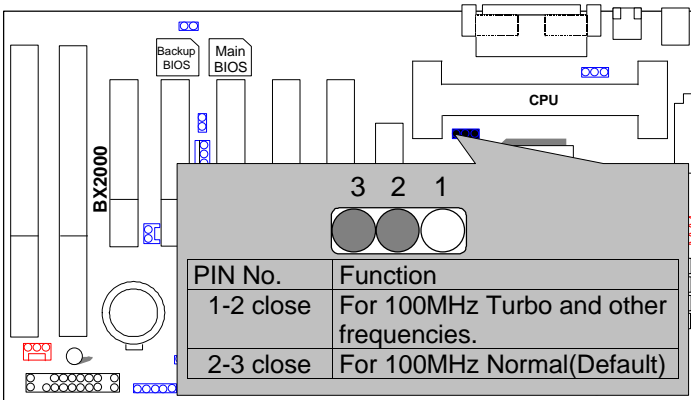 Backup
BIOS
Main
BIOS
CPU
BX2000
3 2 1
PIN No. Function
1-2 close For 100MHz Turbo and other
frequencies.
2-3 close For 100MHz Normal(Default)